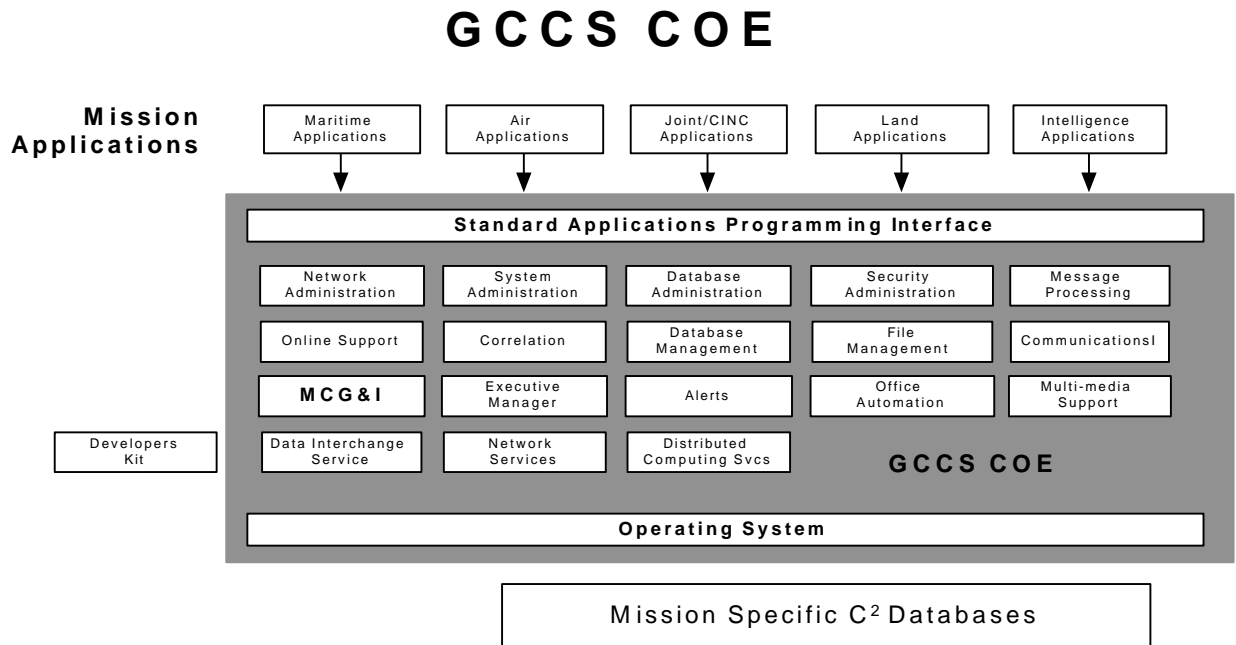 GCCS COE
Mission
Applications
Maritime
Applications
Air
Applications
Joint/CINC
Applications
Land
Applications
Intelligence
Applications
Standard Applications Programming Interface
Network
Administration
System
Administration
Database
Administration
Security
Administration
Message
Processing
Online Support
Correlation
Database
Management
File
Management
CommunicationsI
MCG&I
Executive
Manager
Alerts
Office
Automation
Multi-media
Support
Developers
Kit
Data Interchange
Service
Network
Services
Distributed
Computing Svcs
GCCS COE
Operating System
Mission Specific C² Databases